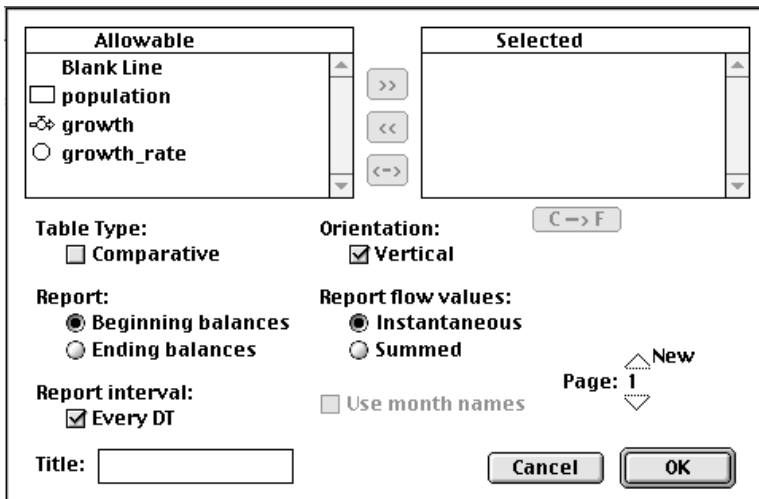 Allowable
Selected
Blank Line
population
growth
growth_rate
>>
<<
<->
C -> F
Table Type:
Comparative
Orientation:
Vertical
Report:
Beginning balances
Ending balances
Report flow values:
Instantaneous
Summed
New
Page: 1
Report interval:
Every DT
Use month names
Title:
Cancel
OK